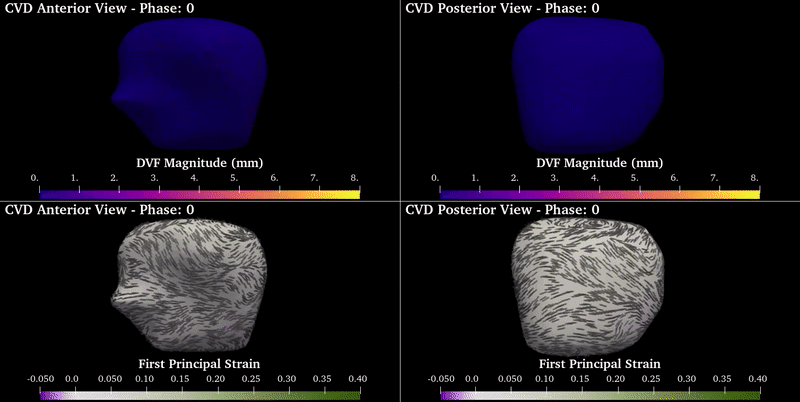 CVD Anterior View - Phase: 0
DVF Magnitude (mm)
0. 1. 2. 3. 4. 5. 6. 7. 8.
CVD Posterior View - Phase: 0
DVF Magnitude (mm)
0. 1. 2. 3. 4. 5. 6. 7. 8.
CVD Anterior View - Phase: 0
First Principal Strain
-0.050 0.0 0.050 0.10 0.15 0.20 0.25 0.30 0.40
CVD Posterior View - Phase: 0
First Principal Strain
-0.050 0.0 0.050 0.10 0.15 0.20 0.25 0.30 0.40